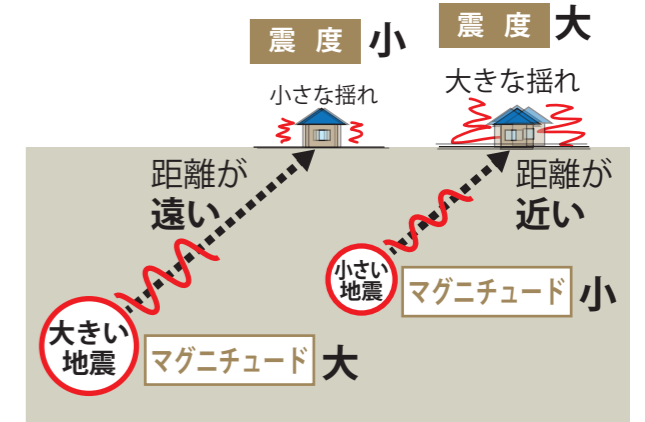 震度 小
小さな揺れ
震度 大
大きな揺れ
距離が
遠い
距離が
近い
大きい
地震
マグニチュード 大
小さい
地震
マグニチュード 小